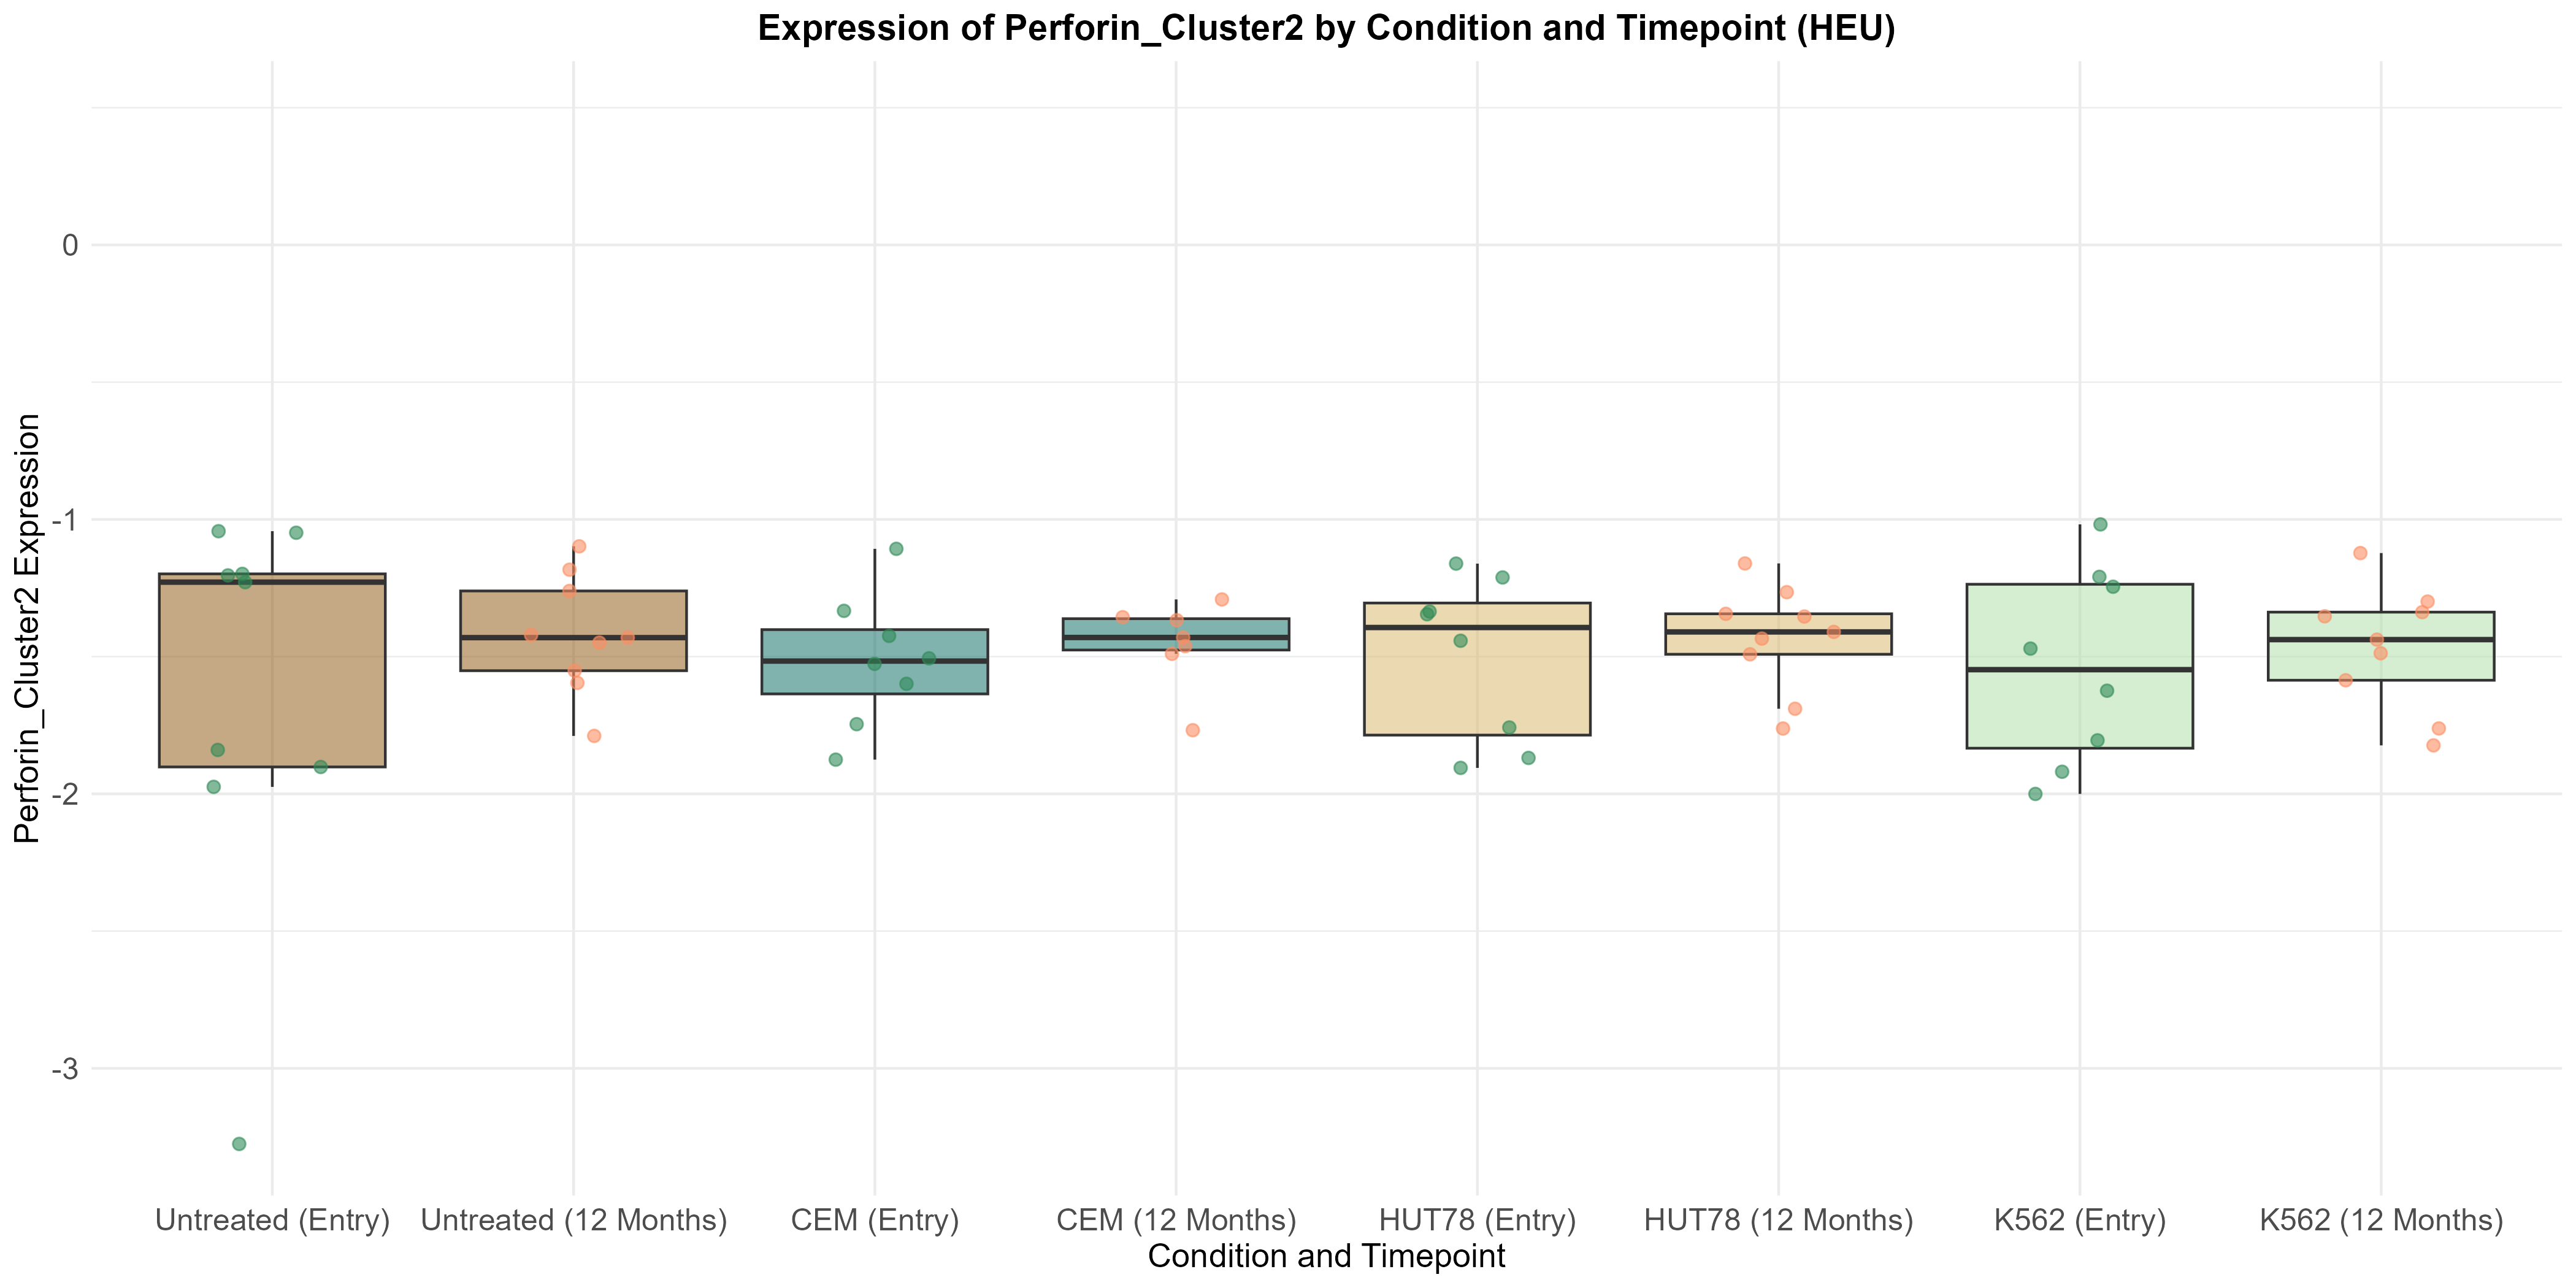 Expression of Perforin_Cluster2 by Condition and Timepoint (HEU)
Perforin_Cluster2 Expression
0
-1
-2
-3
Untreated (Entry) Untreated (12 Months) CEM (Entry) CEM (12 Months) HUT78 (Entry) HUT78 (12 Months) K562 (Entry) K562 (12 Months)
Condition and Timepoint